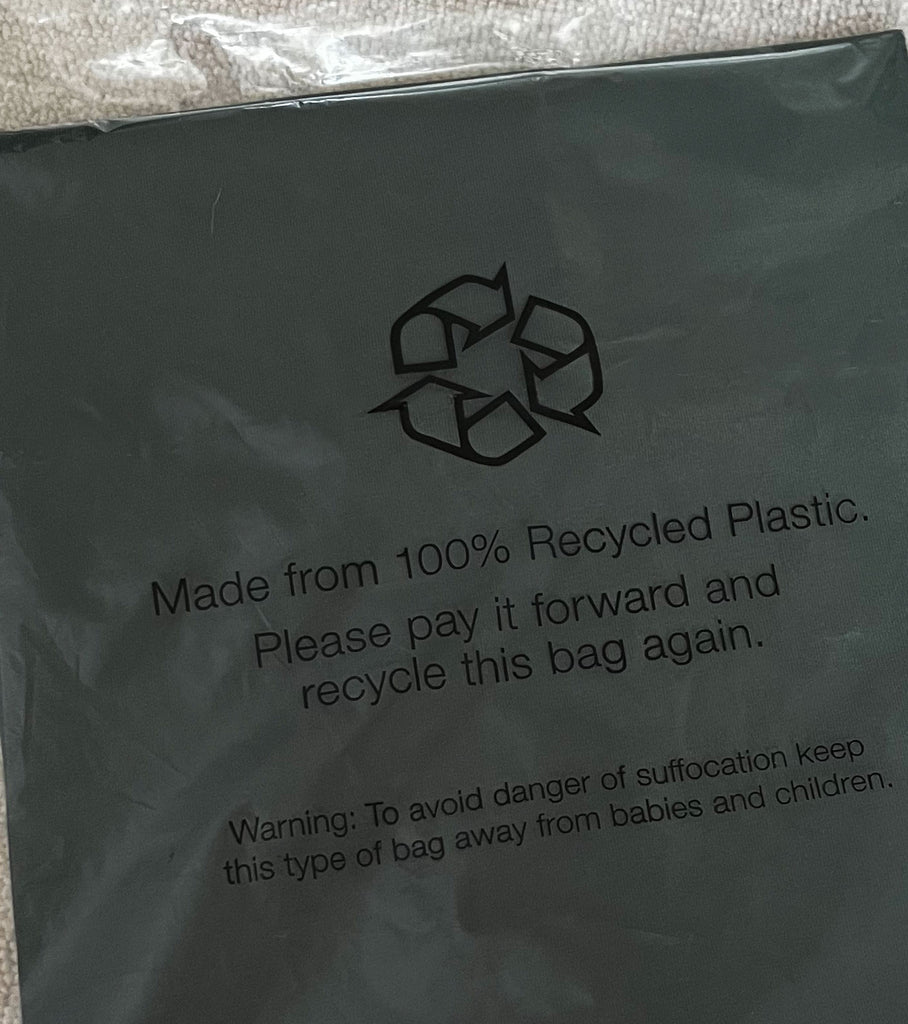 Made from 100% Recycled Plastic.
Please pay it forward and
recycle this bag again.
Warning: To avoid danger of suffocation keep
this type of bag away from babies and children.